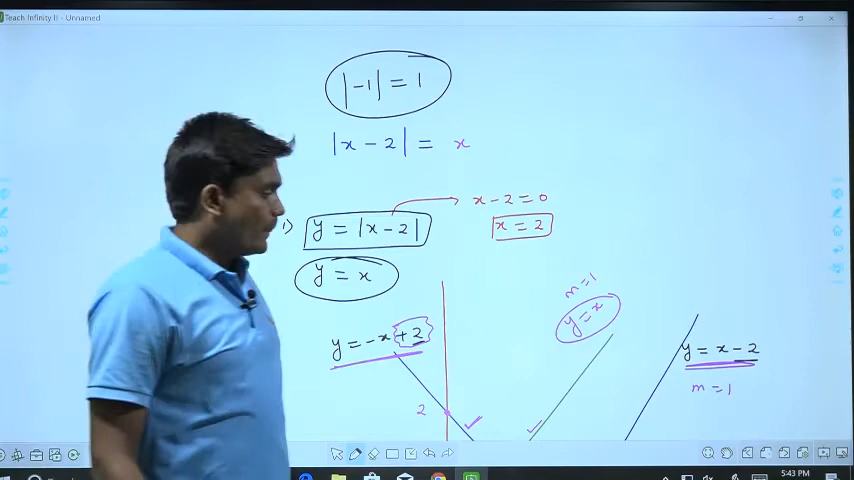 Teach Infinity II - Unnamed
|-1| = 1
|x - 2| = x
x - 2 = 0
1) y = |x - 2|
x = 2
y = x
m = 1
y = x
y = -x + 2
y = x - 2
m = 1
2
5:43 PM